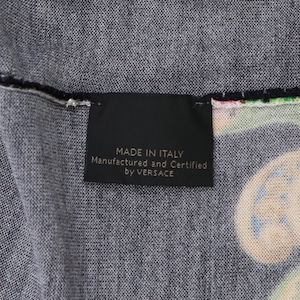 MADE IN ITALY
Manufactured and Certified
by VERSACE